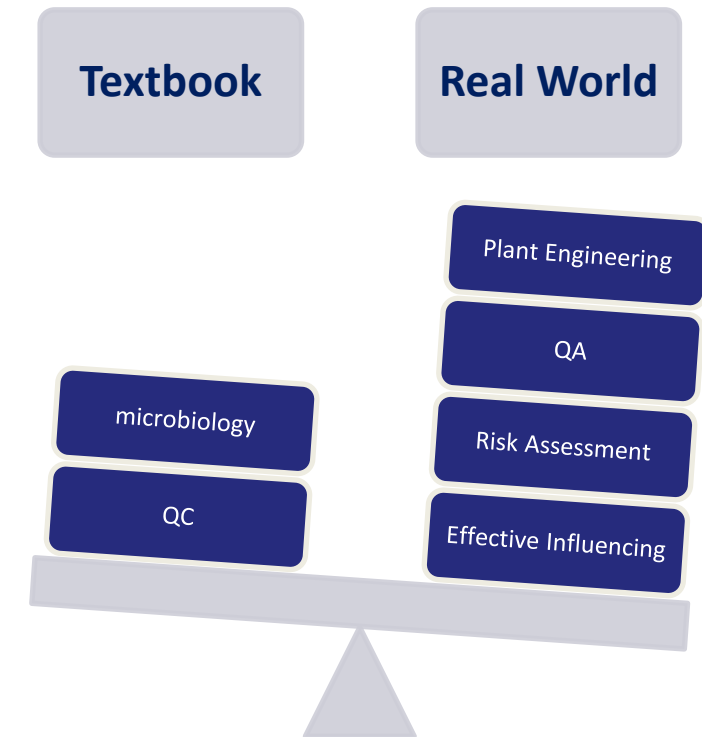 Textbook
Real World
Plant Engineering
QA
microbiology
Risk Assessment
QC
Effective Influencing